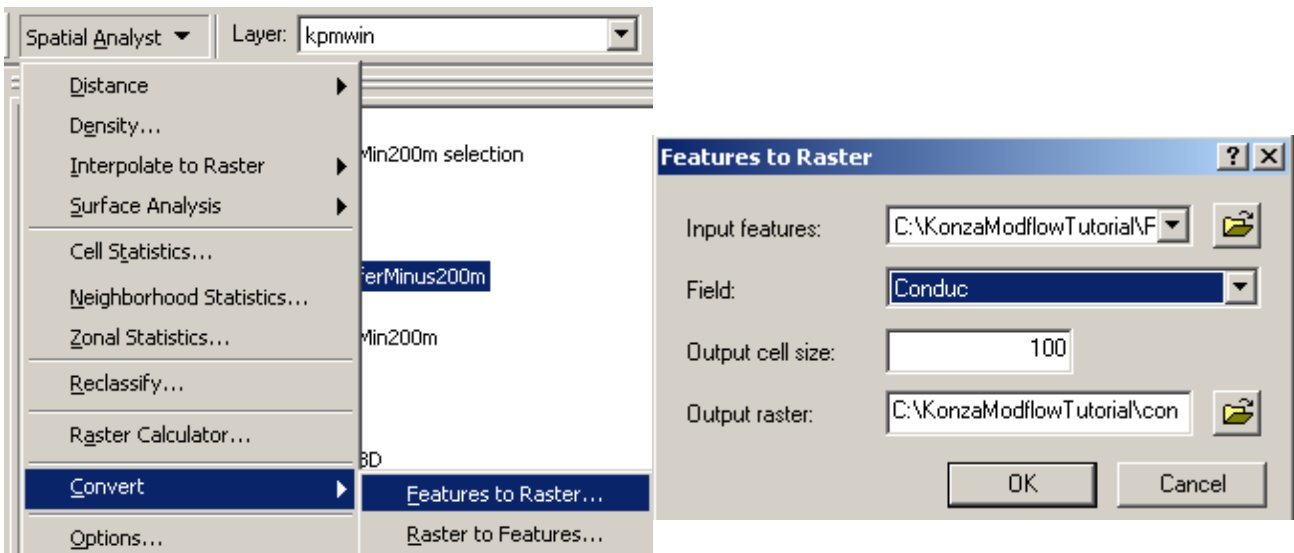 Spatial Analyst
Layer: kpmwin
Distance
Density...
Interpolate to Raster
Surface Analysis
Cell Statistics...
Neighborhood Statistics...
Zonal Statistics...
Reclassify...
Raster Calculator...
Convert
Options...
Min200m selection
ferMinus200m
Min200m
3D
Features to Raster...
Raster to Features...
Features to Raster
Input features: C:\KonzaModflowTutorial\F
Field: Conduc
Output cell size: 100
Output raster: C:\KonzaModflowTutorial\con
OK Cancel